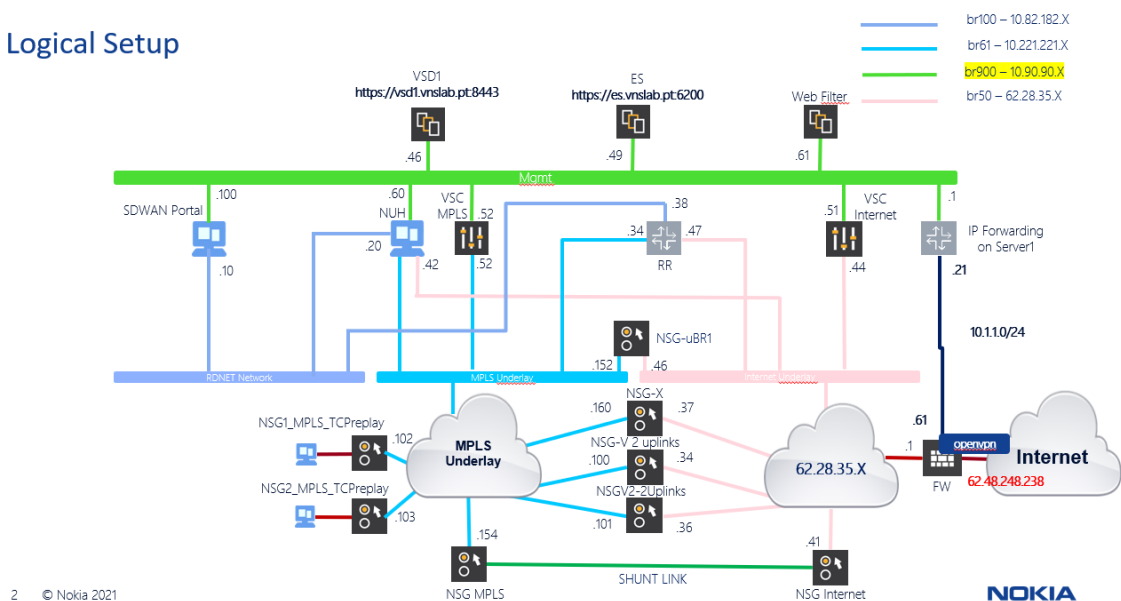 Logical Setup
br100 – 10.82.182.X
br61 – 10.221.221.X
br900 – 10.90.90.X
br50 – 62.28.35.X
VSD1
https://vsd1.vnslab.pt:8443
ES
https://es.vnslab.pt:6200
Web Filter
.46
.49
.61
Mgmt
.100
SDWAN Portal
.10
.60
NUH
.20
.42
VSC
MPLS
.52
.52
.38
.34
.47
RR
.51
VSC
Internet
.44
.1
IP Forwarding
on Server1
.21
10.1.1.0/24
NSG-uBR1
.152
.46
RDNET Network
MPLS Underlay
Internet Underlay
NSG1_MPLS_TCPreplay
.102
NSG2_MPLS_TCPreplay
.103
MPLS
Underlay
NSG-X
.160
.37
NSG-V 2 uplinks
.100
.34
NSGV2-2Uplinks
.101
.36
62.28.35.X
.61
.1
openvpn
FW
Internet
62.48.248.238
.154
NSG MPLS
SHUNT LINK
.41
NSG Internet
2 © Nokia 2021
NOKIA